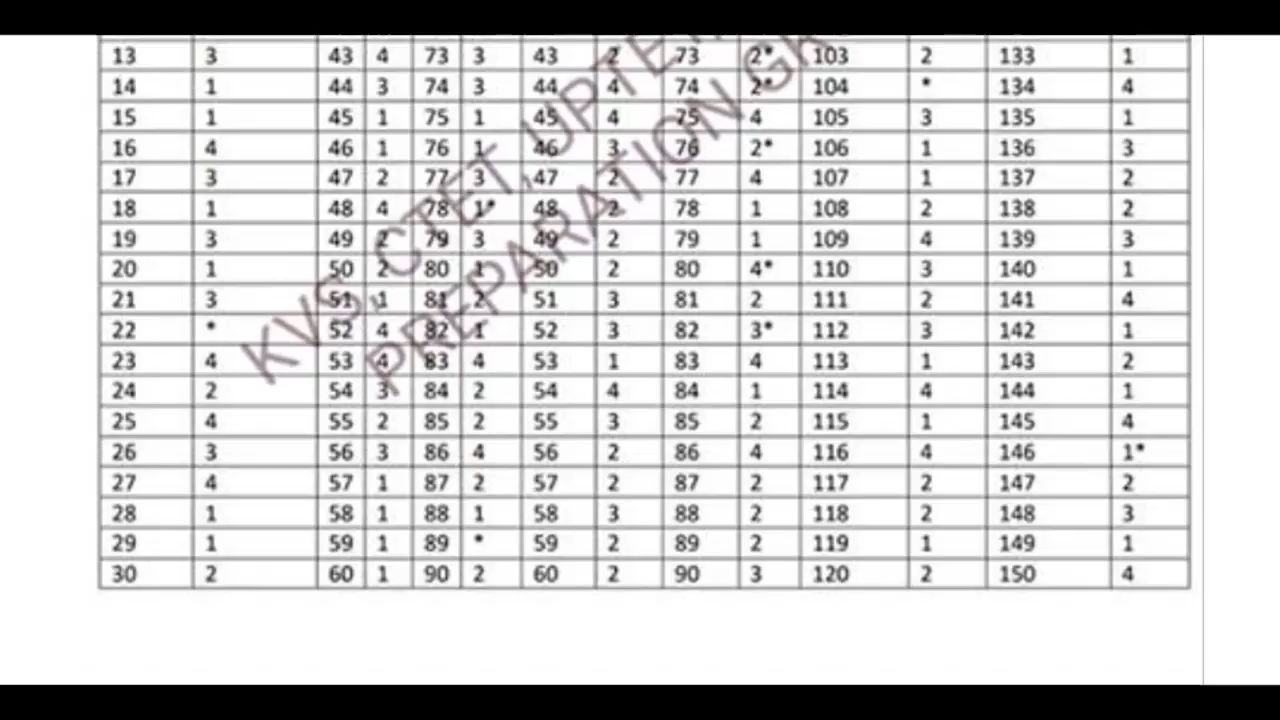 13 3 43 4 73 3 43 2 73 2* 103 2 133 1
14 1 44 3 74 3 44 4 74 2* 104 * 134 4
15 1 45 1 75 1 45 4 75 4 105 3 135 1
16 4 46 1 76 1 46 3 76 2* 106 1 136 3
17 3 47 2 77 3 47 2 77 4 107 1 137 2
18 1 48 4 78 1* 48 2 78 1 108 2 138 2
19 3 49 2 79 3 49 2 79 1 109 4 139 3
20 1 50 2 80 1 50 2 80 4* 110 3 140 1
21 3 51 1 81 2 51 3 81 2 111 2 141 4
22 * 52 4 82 1 52 3 82 3* 112 3 142 1
23 4 53 4 83 4 53 1 83 4 113 1 143 2
24 2 54 3 84 2 54 4 84 1 114 4 144 1
25 4 55 2 85 2 55 3 85 2 115 1 145 4
26 3 56 3 86 4 56 2 86 4 116 4 146 1*
27 4 57 1 87 2 57 2 87 2 117 2 147 2
28 1 58 1 88 1 58 3 88 2 118 2 148 3
29 1 59 1 89 * 59 2 89 2 119 1 149 1
30 2 60 1 90 2 60 2 90 3 120 2 150 4
KVS, CTET, UPTE
PREPARATION GK